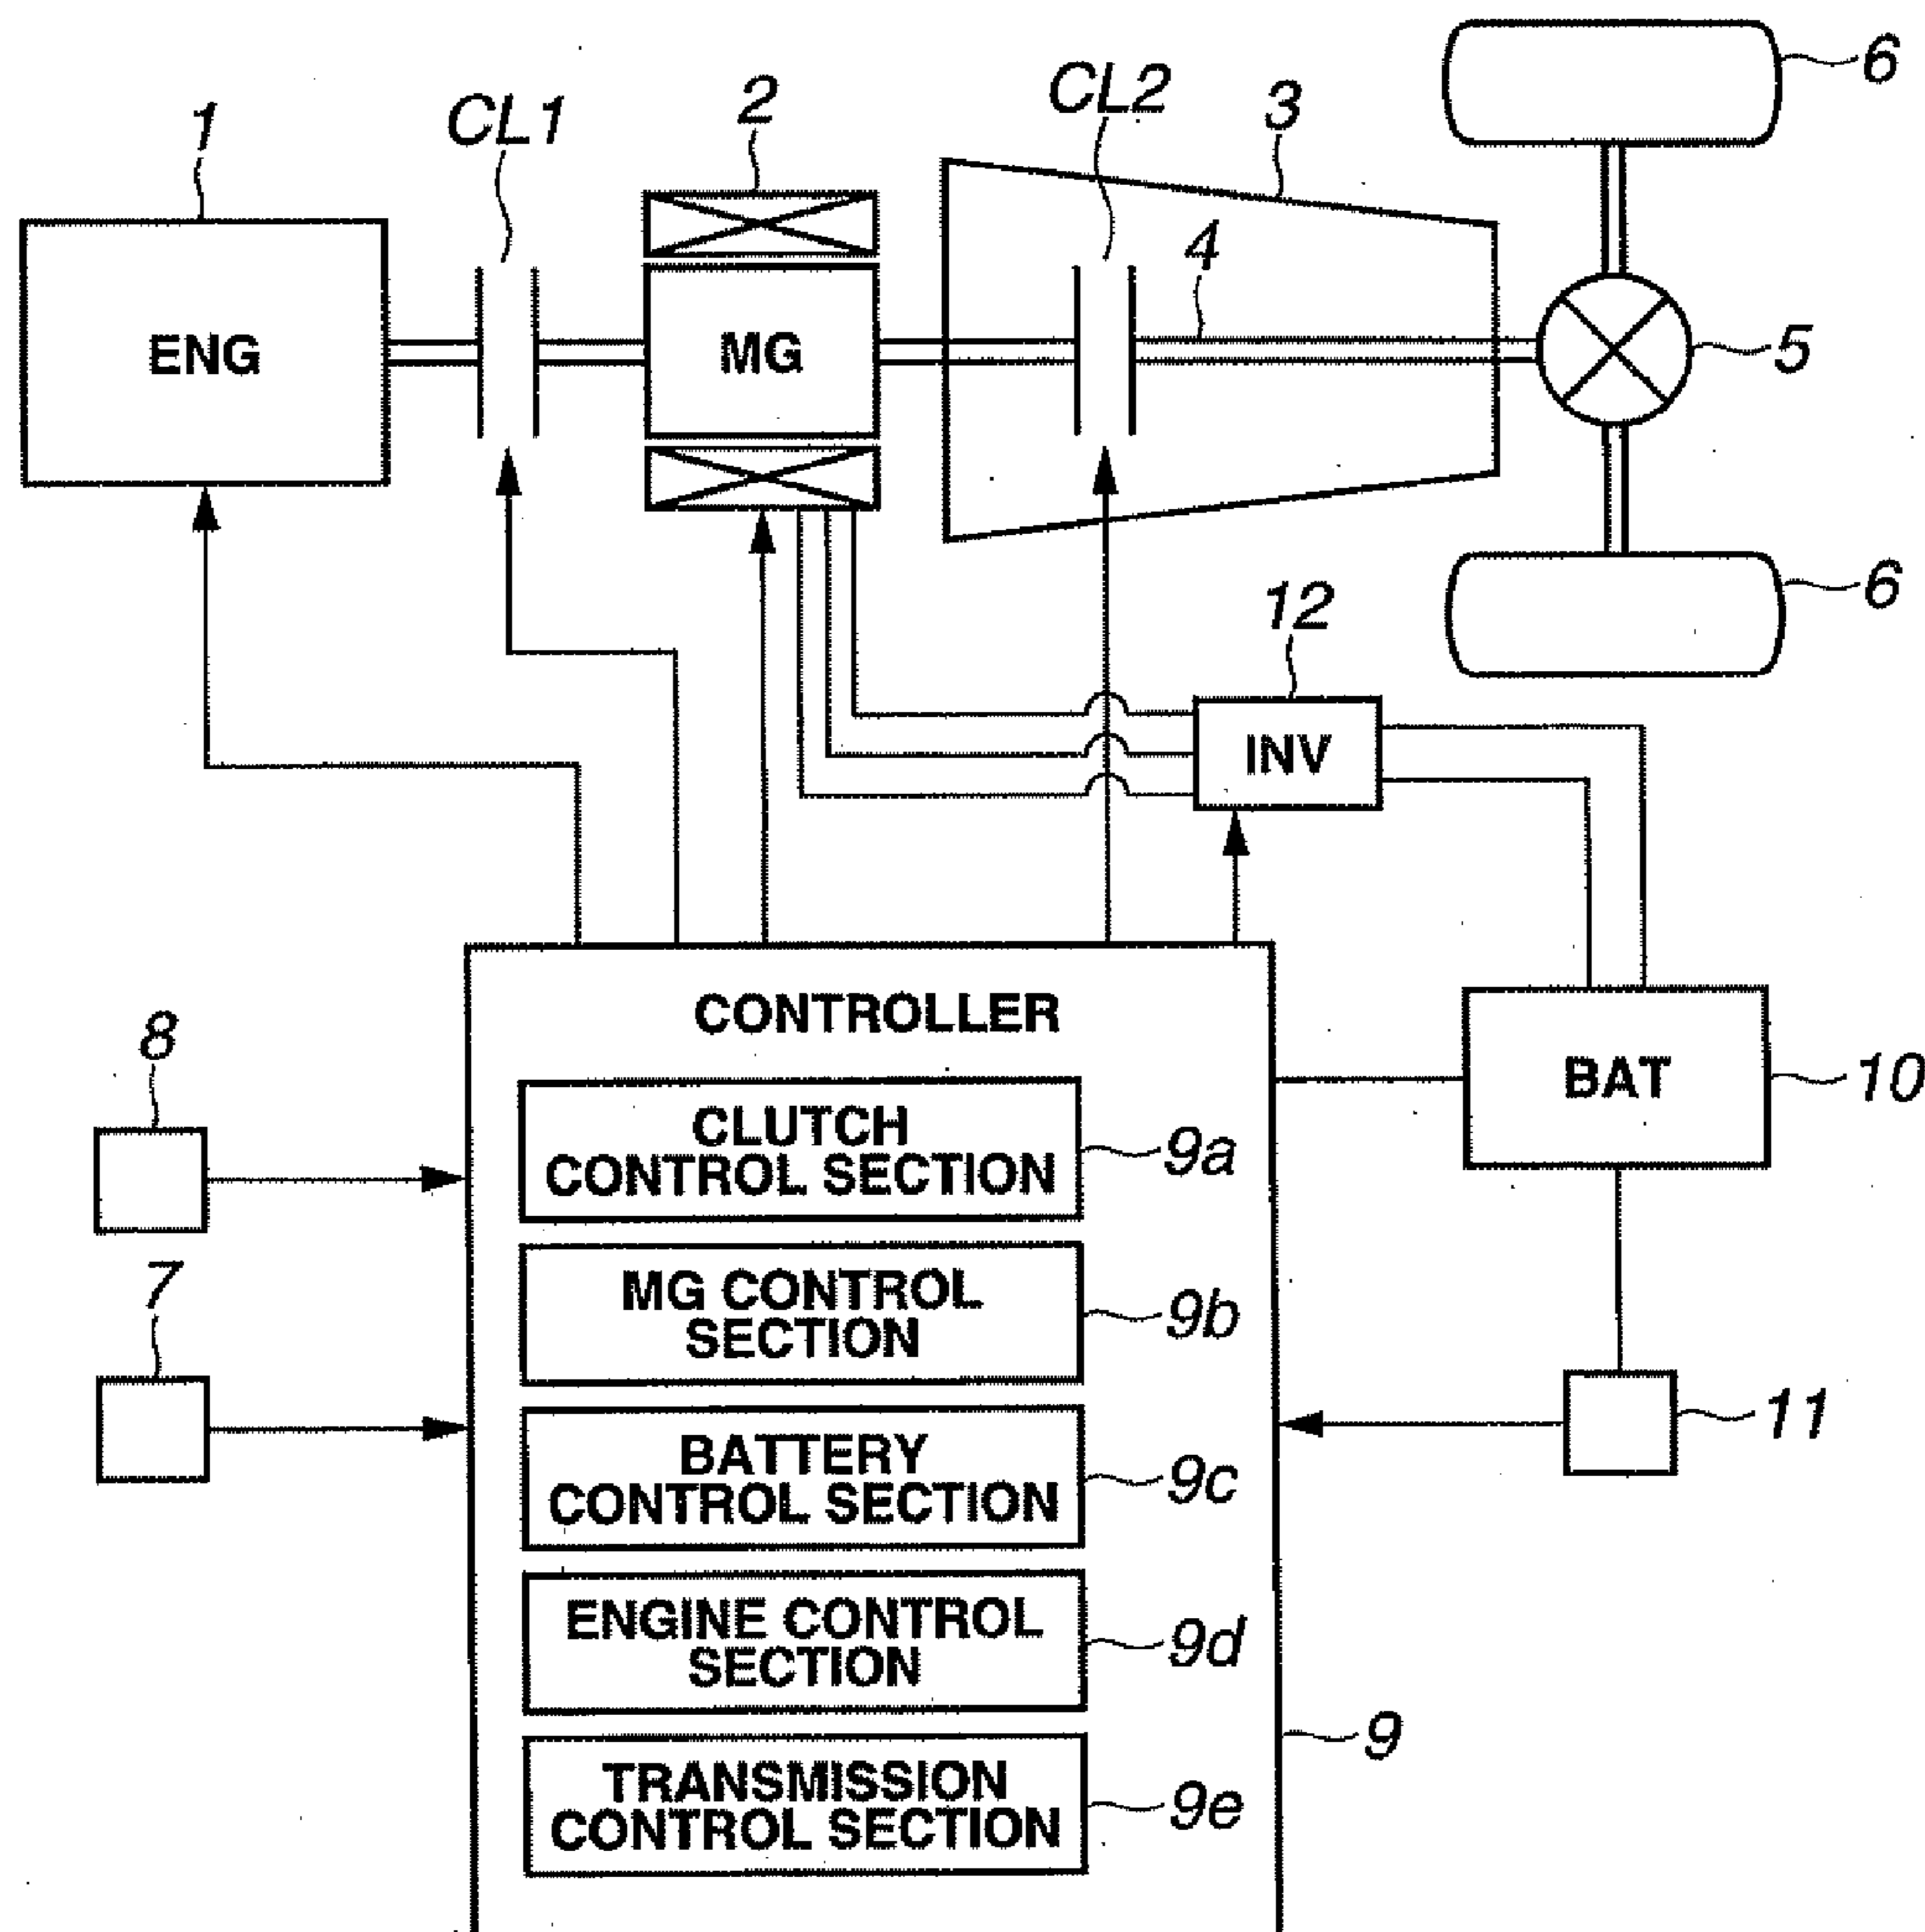 1
CL1
2
CL2
3
6
4
ENG
MG
5
6
12
INV
CONTROLLER
8
BAT
10
CLUTCH
CONTROL SECTION
9a
7
MG CONTROL
SECTION
9b
11
BATTERY
CONTROL SECTION
9c
ENGINE CONTROL
SECTION
9d
9
TRANSMISSION
CONTROL SECTION
9e